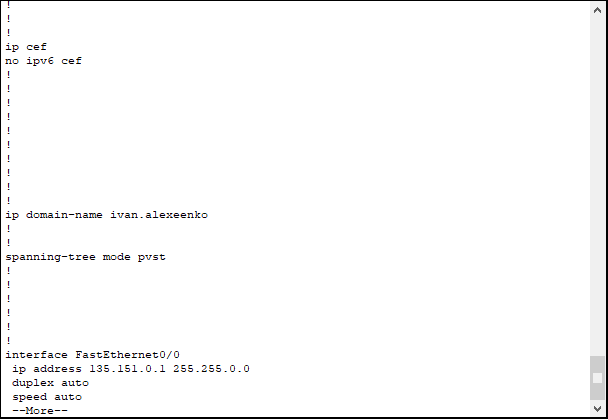 !
!
!
ip cef
no ipv6 cef
!
!
!
!
!
!
!
!
!
!
ip domain-name ivan.alexeenko
!
!
spanning-tree mode pvst
!
!
!
!
!
!
interface FastEthernet0/0
 ip address 135.151.0.1 255.255.0.0
 duplex auto
 speed auto
 --More--